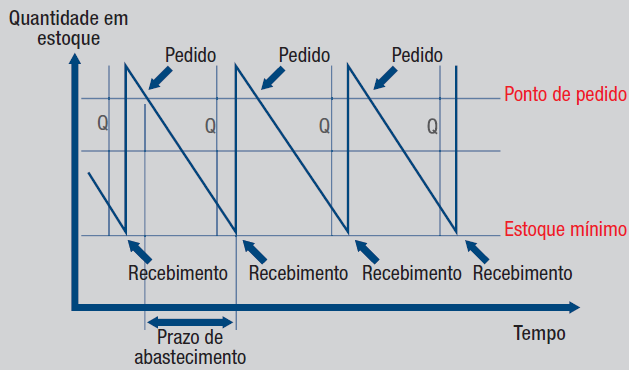 Quantidade em
estoque
Pedido
Pedido
Pedido
Ponto de pedido
Q
Q
Q
Q
Estoque mínimo
Recebimento
Recebimento
Recebimento
Recebimento
Prazo de
abastecimento
Tempo